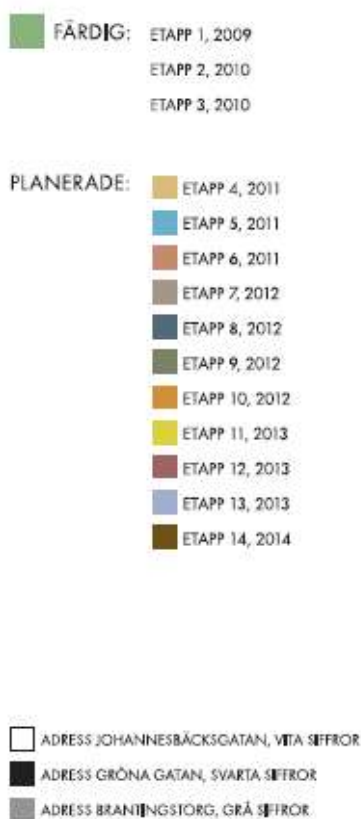 FÄRDIG: ETAPP 1, 2009
ETAPP 2, 2010
ETAPP 3, 2010
PLANERADE:
ETAPP 4, 2011
ETAPP 5, 2011
ETAPP 6, 2011
ETAPP 7, 2012
ETAPP 8, 2012
ETAPP 9, 2012
ETAPP 10, 2012
ETAPP 11, 2013
ETAPP 12, 2013
ETAPP 13, 2013
ETAPP 14, 2014
ADRESS JOHANNESBÄCKSGATAN, VITA SIFFROR
ADRESS GRÖNA GATAN, SVARTA SIFFROR
ADRESS BRANTINGSTORG, GRÅ SIFFROR